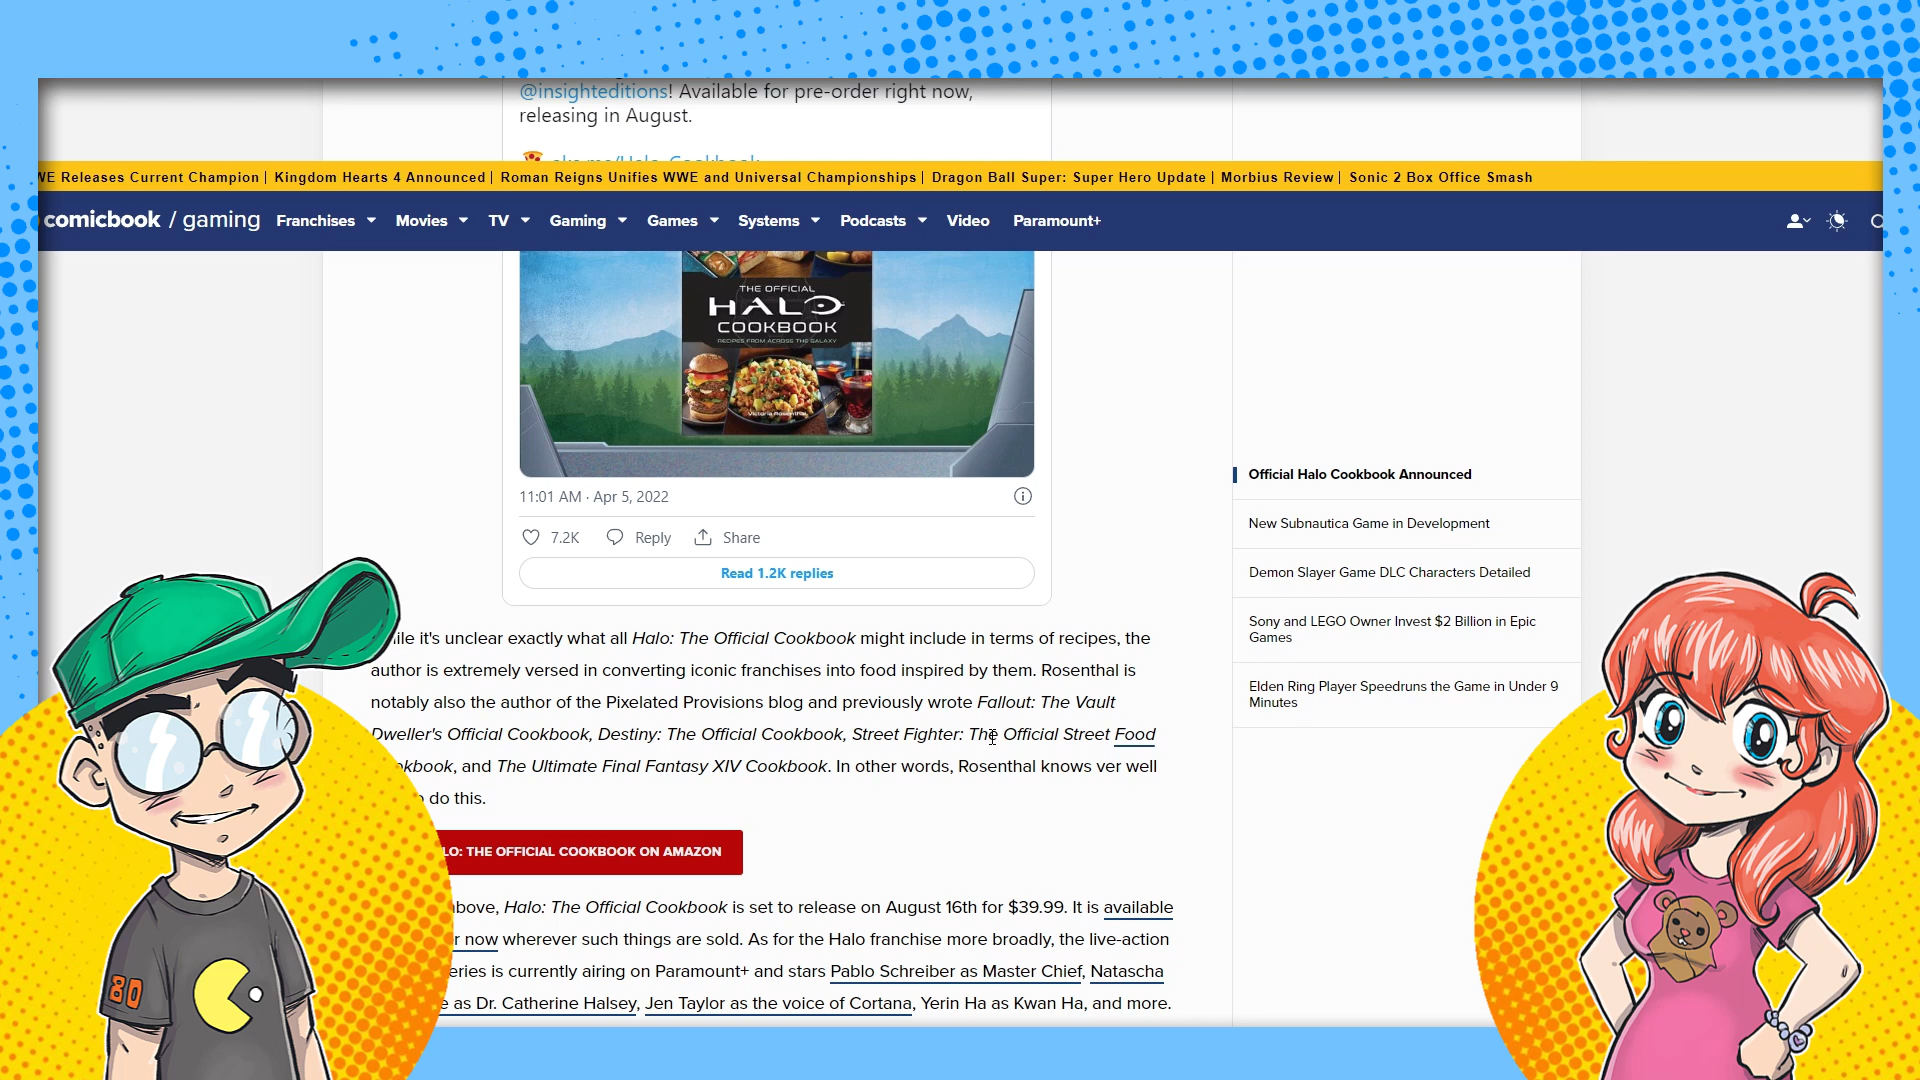 @insighteditions! Available for pre-order right now,
releasing in August.
WE Releases Current Champion | Kingdom Hearts 4 Announced | Roman Reigns Unifies WWE and Universal Championships | Dragon Ball Super: Super Hero Update | Morbius Review | Sonic 2 Box Office Smash
comicbook / gaming Franchises Movies TV Gaming Games Systems Podcasts Video Paramount+
THE OFFICIAL
HALO
COOKBOOK
RECIPES FROM ACROSS THE GALAXY
Victoria Rosenthal
11:01 AM · Apr 5, 2022
7.2K Reply Share
Read 1.2K replies
ile it's unclear exactly what all Halo: The Official Cookbook might include in terms of recipes, the
author is extremely versed in converting iconic franchises into food inspired by them. Rosenthal is
notably also the author of the Pixelated Provisions blog and previously wrote Fallout: The Vault
Dweller's Official Cookbook, Destiny: The Official Cookbook, Street Fighter: The Official Street Food
okbook, and The Ultimate Final Fantasy XIV Cookbook. In other words, Rosenthal knows ver well
do this.
LO: THE OFFICIAL COOKBOOK ON AMAZON
bove, Halo: The Official Cookbook is set to release on August 16th for $39.99. It is available
r now wherever such things are sold. As for the Halo franchise more broadly, the live-action
eries is currently airing on Paramount+ and stars Pablo Schreiber as Master Chief, Natascha
e as Dr. Catherine Halsey, Jen Taylor as the voice of Cortana, Yerin Ha as Kwan Ha, and more.
Official Halo Cookbook Announced
New Subnautica Game in Development
Demon Slayer Game DLC Characters Detailed
Sony and LEGO Owner Invest $2 Billion in Epic
Games
Elden Ring Player Speedruns the Game in Under 9
Minutes
80